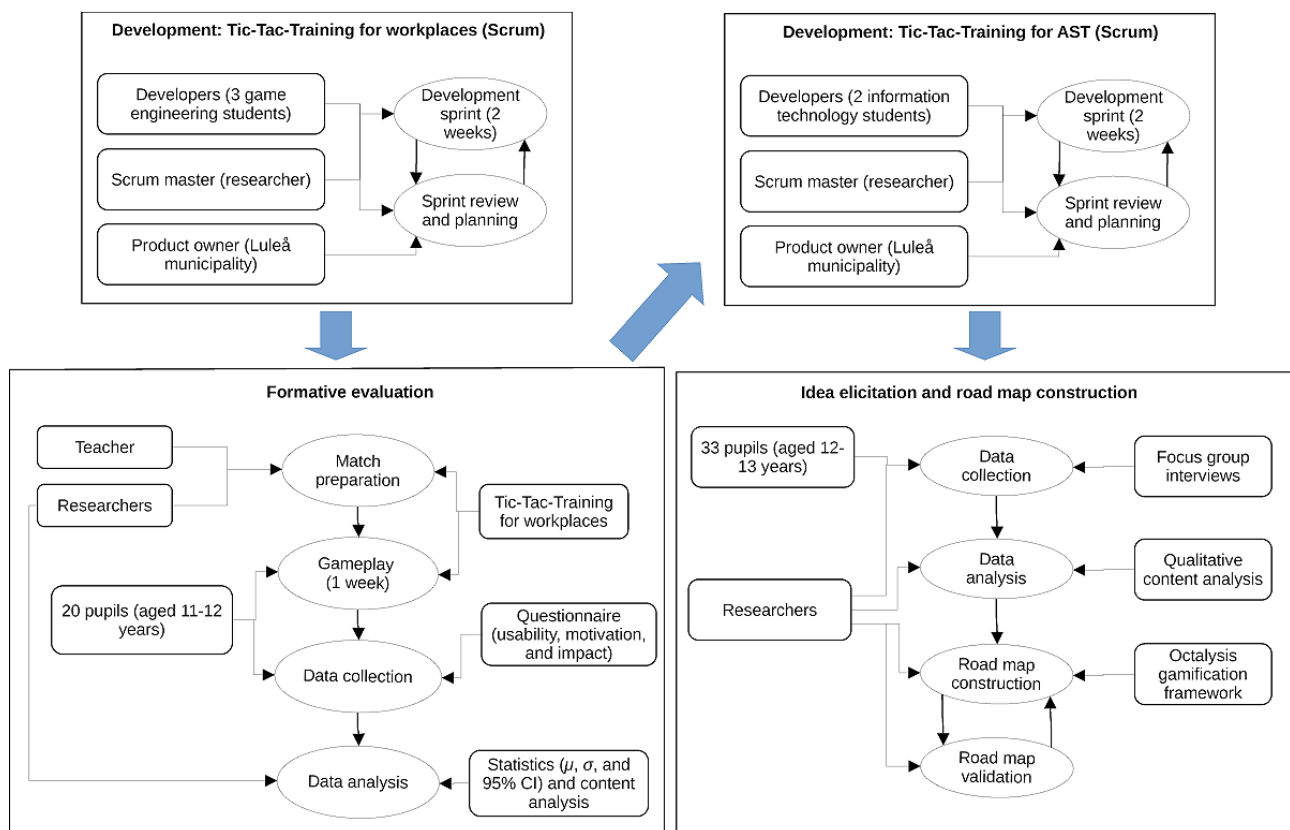 Development: Tic-Tac-Training for workplaces (Scrum)
Developers (3 game
engineering students)
Scrum master (researcher)
Product owner (Luleå
municipality)
Development
sprint (2
weeks)
Sprint review
and planning
Development: Tic-Tac-Training for AST (Scrum)
Developers (2 information
technology students)
Scrum master (researcher)
Product owner (Luleå
municipality)
Development
sprint (2
weeks)
Sprint review
and planning
Formative evaluation
Teacher
Researchers
Match
preparation
Tic-Tac-Training
for workplaces
Gameplay
(1 week)
20 pupils (aged 11-12
years)
Questionnaire
(usability, motivation,
and impact)
Data collection
Data analysis
Statistics (μ, σ, and
95% CI) and content
analysis
Idea elicitation and road map construction
33 pupils (aged 12-
13 years)
Data
collection
Focus group
interviews
Data
analysis
Qualitative
content analysis
Researchers
Road map
construction
Octalysis
gamification
framework
Road map
validation